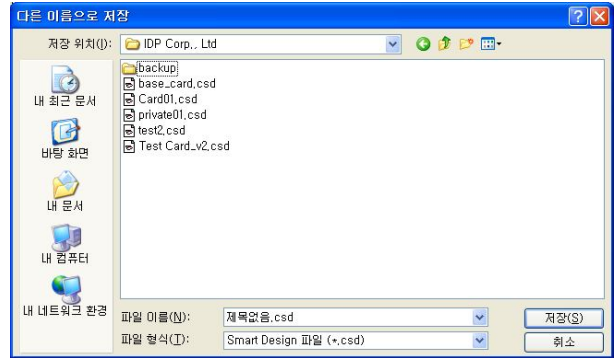 다른 이름으로 저장
저장 위치(I): IDP Corp., Ltd
backup
base_card.csd
Card01.csd
private01.csd
test2.csd
Test Card_v2.csd
내 최근 문서
바탕 화면
내 문서
내 컴퓨터
내 네트워크 환경
파일 이름(N): 제목없음.csd 저장(S)
파일 형식(T): Smart Design 파일 (*.csd) 취소